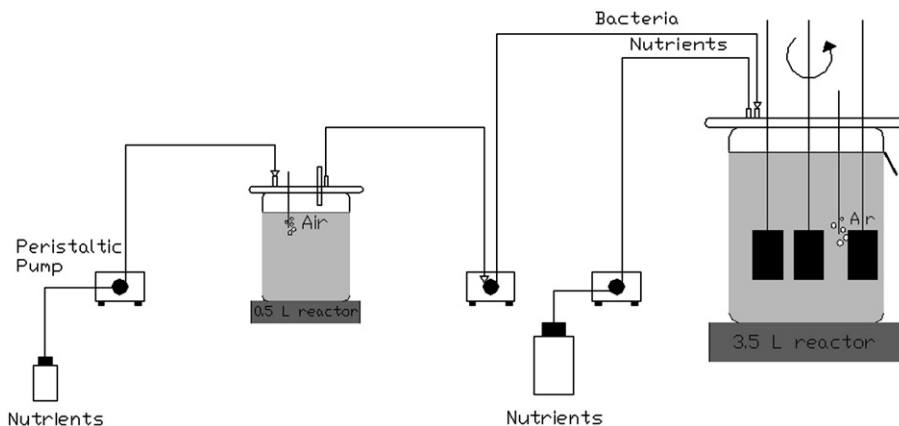 Bacteria
Nutrients
Air
Air
Peristaltic
Pump
0.5 L reactor
3.5 L reactor
Nutrients
Nutrients